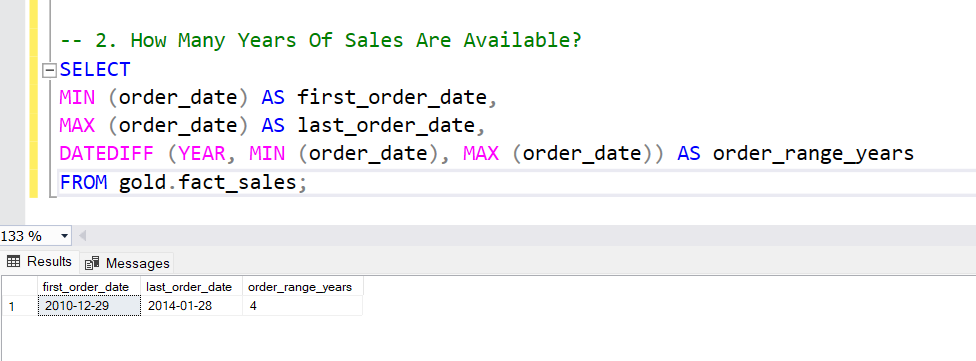 -- 2. How Many Years Of Sales Are Available?
SELECT
MIN (order_date) AS first_order_date,
MAX (order_date) AS last_order_date,
DATEDIFF (YEAR, MIN (order_date), MAX (order_date)) AS order_range_years
FROM gold.fact_sales;
133 %
Results Messages
first_order_date last_order_date order_range_years
1 2010-12-29 2014-01-28 4